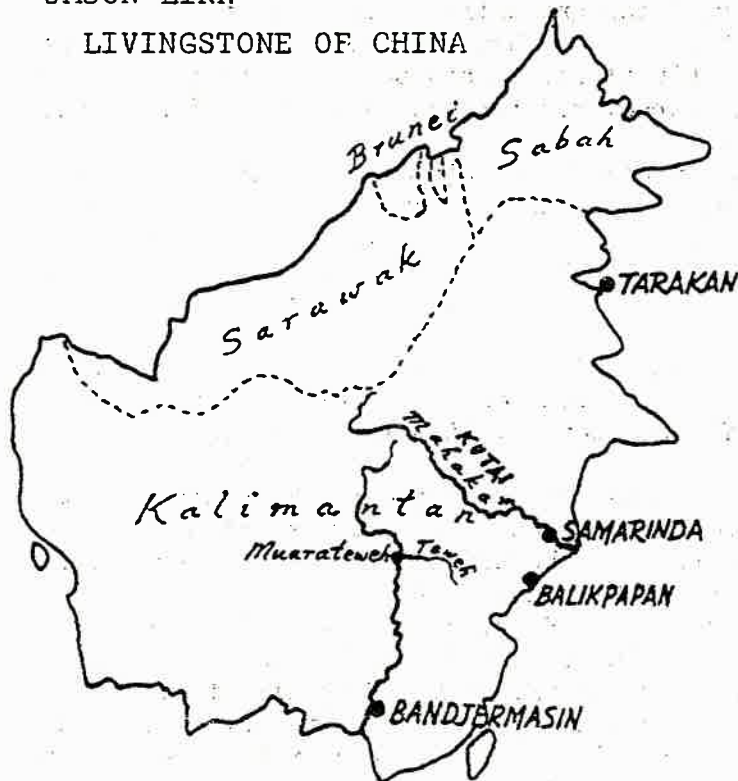 LIVINGSTONE OF CHINA
Brunei
Sabah
Sarawak
TARAKAN
KUTAI
Mahakam
Kalimantan
SAMARINDA
Muarateweh
Teweh
BALIKPAPAN
BANDJERMASIN